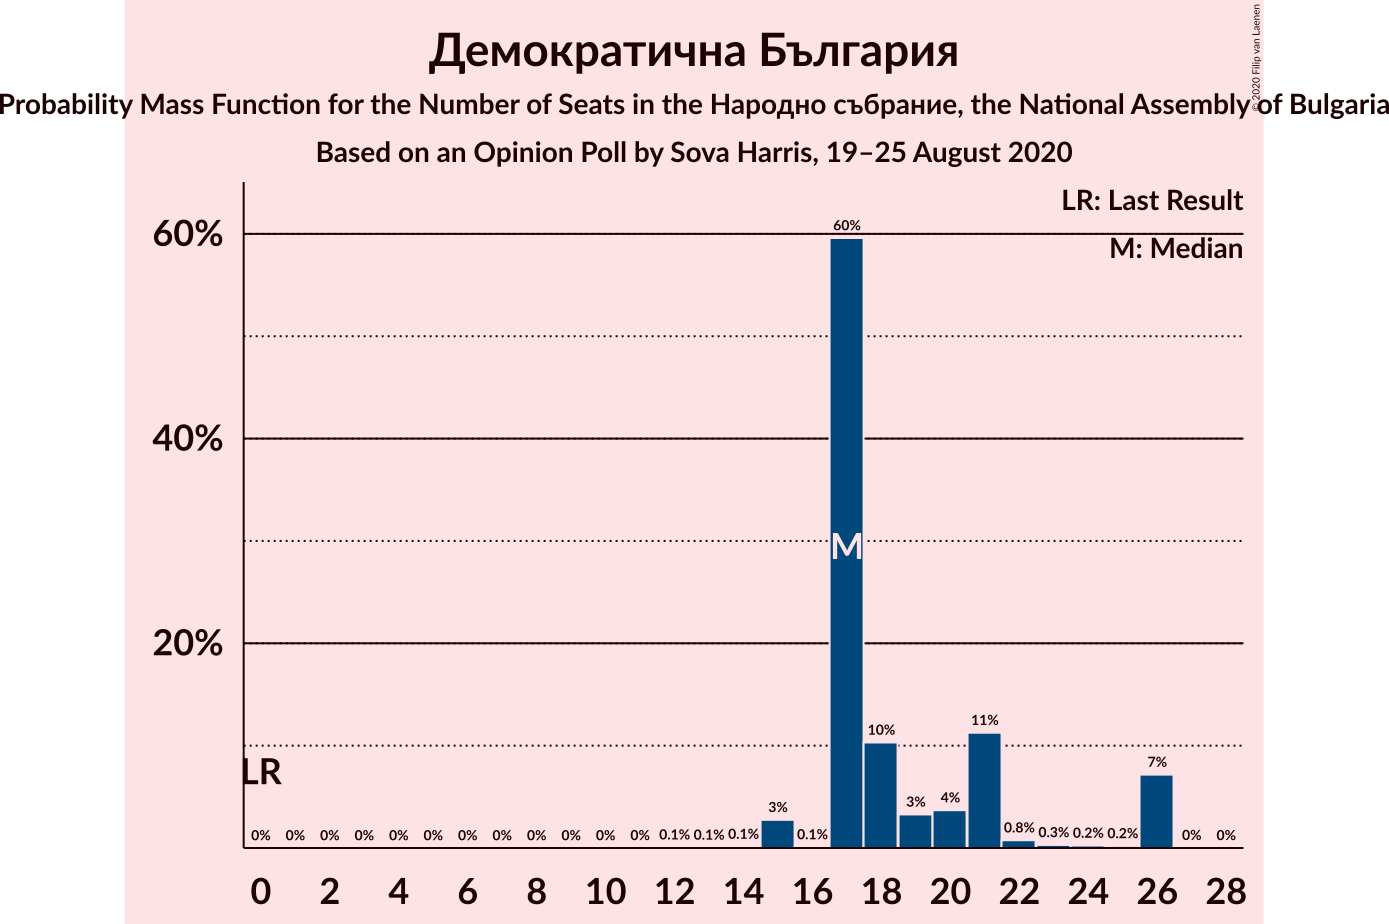 Демократична България
Probability Mass Function for the Number of Seats in the Народно събрание, the National Assembly of Bulgaria
Based on an Opinion Poll by Sova Harris, 19–25 August 2020
© 2020 Filip van Laenen
LR: Last Result
M: Median
60%
40%
20%
60%
M
10%
11%
7%
LR
3%
3%
4%
0% 0% 0% 0% 0% 0% 0% 0% 0% 0% 0% 0% 0.1% 0.1% 0.1% 0.1% 0.8% 0.3% 0.2% 0.2% 0% 0%
0 2 4 6 8 10 12 14 16 18 20 22 24 26 28